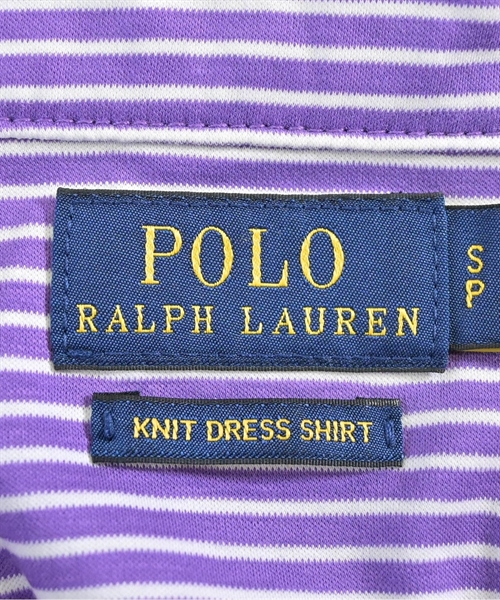 POLO
RALPH LAUREN
S
P
KNIT DRESS SHIRT